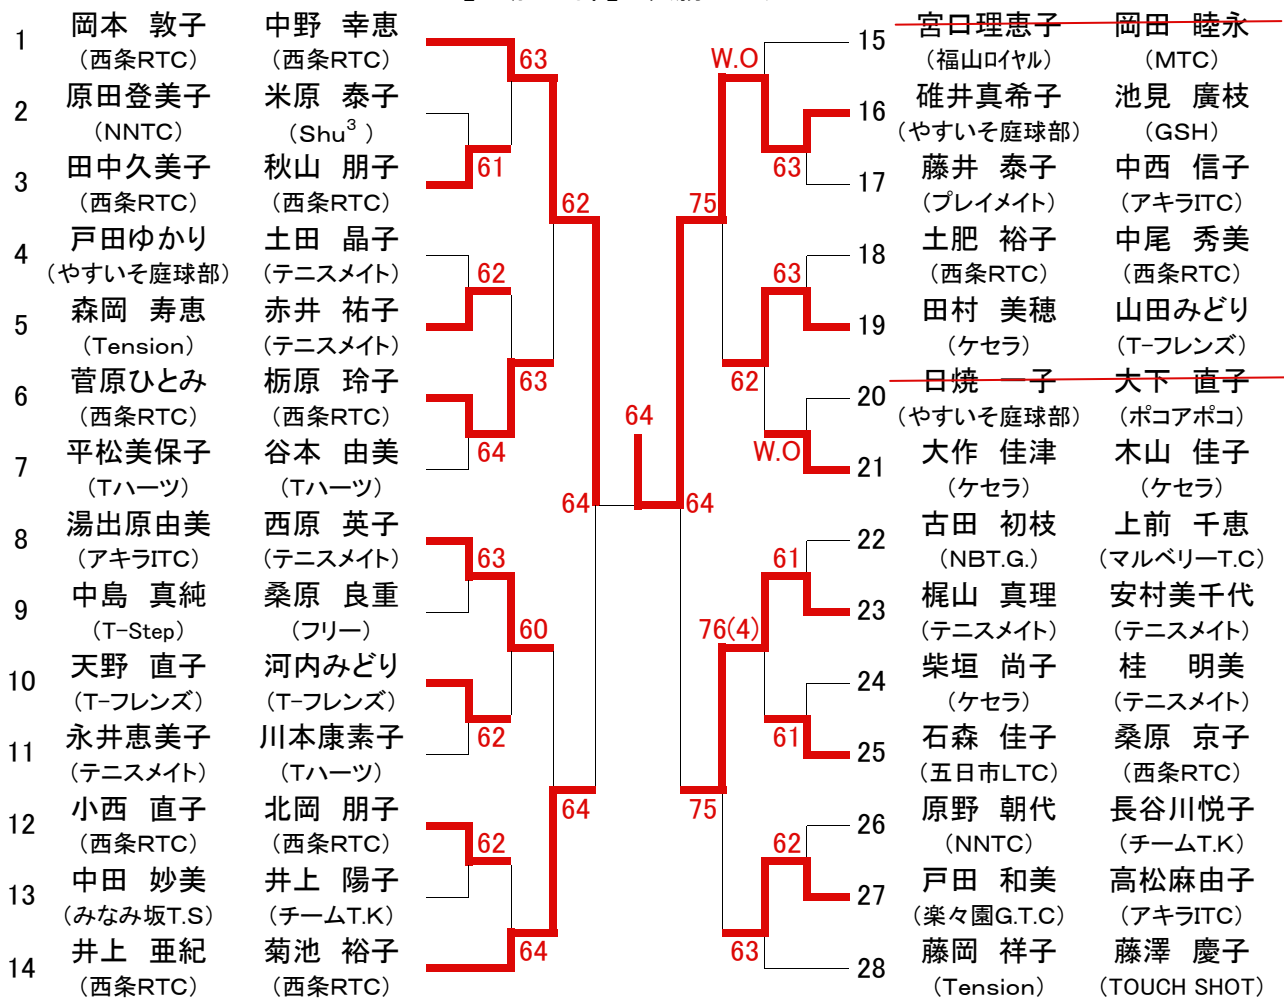 1 岡本 敦子 中野 幸恵
(西条RTC) (西条RTC)
2 原田登美子 米原 泰子
(NNTC) (Shu³)
3 田中久美子 秋山 朋子
(西条RTC) (西条RTC)
4 戸田ゆかり 土田 晶子
(やすいそ庭球部) (テニスメイト)
5 森岡 寿恵 赤井 祐子
(Tension) (テニスメイト)
6 菅原ひとみ 栃原 玲子
(西条RTC) (西条RTC)
7 平松美保子 谷本 由美
(Tハーツ) (Tハーツ)
8 湯出原由美 西原 英子
(アキラITC) (テニスメイト)
9 中島 真純 桑原 良重
(T-Step) (フリー)
10 天野 直子 河内みどり
(T-フレンズ) (T-フレンズ)
11 永井恵美子 川本康素子
(テニスメイト) (Tハーツ)
12 小西 直子 北岡 朋子
(西条RTC) (西条RTC)
13 中田 妙美 井上 陽子
(みなみ坂T.S) (チームT.K)
14 井上 亜紀 菊池 裕子
(西条RTC) (西条RTC)
63
61
62
62
63
64
64
63
60
62
64
62
64
64
64
W.O
63
75
63
62
W.O
61
76(4)
61
75
62
63
15 宮口理恵子 岡田 睦永
(福山ロイヤル) (MTC)
16 碓井真希子 池見 廣枝
(やすいそ庭球部) (GSH)
17 藤井 泰子 中西 信子
(プレイメイト) (アキラITC)
18 土肥 裕子 中尾 秀美
(西条RTC) (西条RTC)
19 田村 美穂 山田みどり
(ケセラ) (T-フレンズ)
20 日焼 一子 大下 直子
(やすいそ庭球部) (ポコアポコ)
21 大作 佳津 木山 佳子
(ケセラ) (ケセラ)
22 古田 初枝 上前 千恵
(NBT.G.) (マルベリーT.C)
23 梶山 真理 安村美千代
(テニスメイト) (テニスメイト)
24 柴垣 尚子 桂 明美
(ケセラ) (テニスメイト)
25 石森 佳子 桑原 京子
(五日市LTC) (西条RTC)
26 原野 朝代 長谷川悦子
(NNTC) (チームT.K)
27 戸田 和美 高松麻由子
(楽々園G.T.C) (アキラITC)
28 藤岡 祥子 藤澤 慶子
(Tension) (TOUCH SHOT)